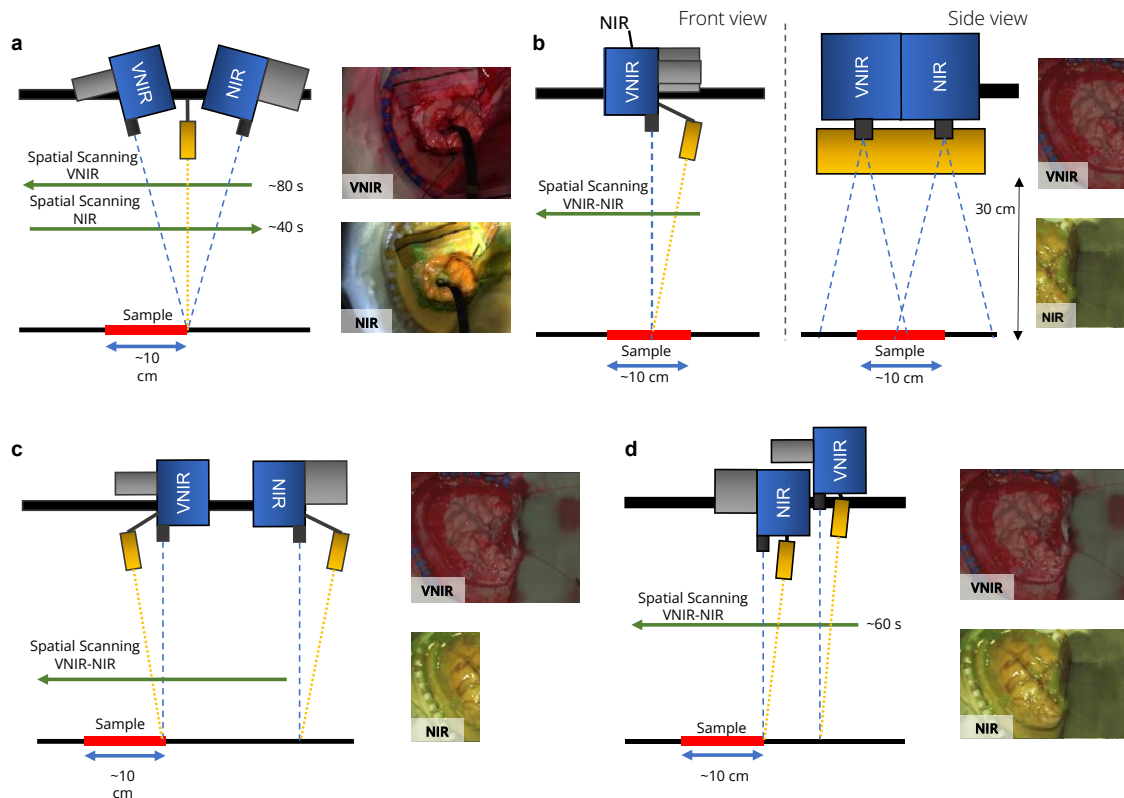 a
VNIR
NIR
Spatial Scanning
VNIR
~80 s
Spatial Scanning
NIR
~40 s
Sample
~10
cm
VNIR
NIR
b
Front view
Side view
NIR
VNIR
VNIR
NIR
Spatial Scanning
VNIR-NIR
30 cm
Sample
~10 cm
Sample
~10 cm
VNIR
NIR
c
VNIR
NIR
Spatial Scanning
VNIR-NIR
Sample
~10
cm
VNIR
NIR
d
VNIR
NIR
Spatial Scanning
VNIR-NIR
~60 s
Sample
~10 cm
VNIR
NIR